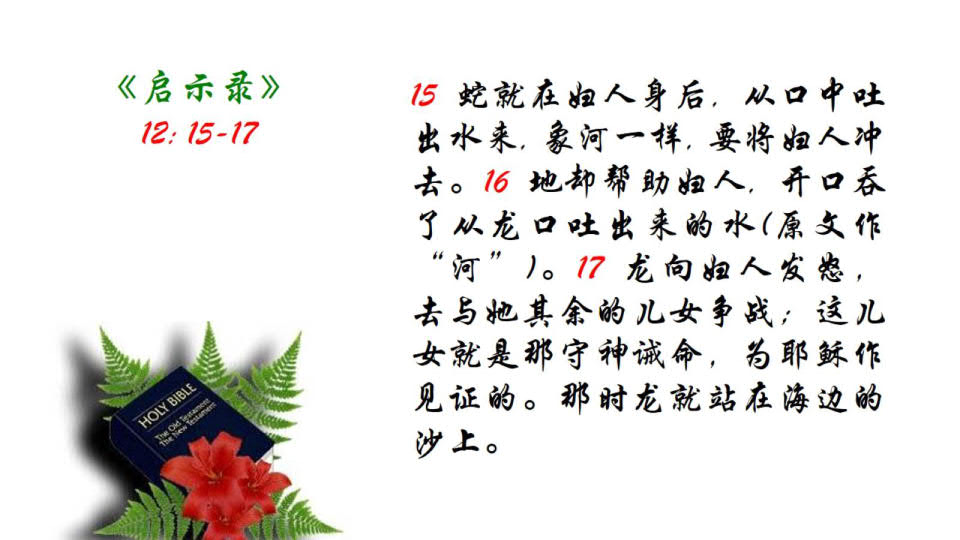 《启示录》
12: 15-17
15 蛇就在妇人身后，从口中吐
出水来，象河一样，要将妇人冲
去。16 地却帮助妇人，开口吞
了从龙口吐出来的水(原文作
“河”)。17 龙向妇人发怒，
去与她其余的儿女争战；这儿
女就是那守神诫命，为耶稣作
见证的。那时龙就站在海边的
沙上。
HOLY BIBLE
The Old Testament
The New Testament